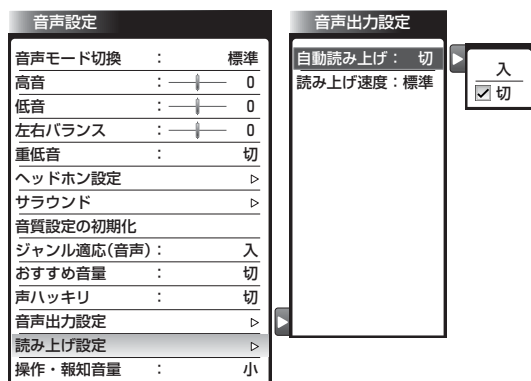 音声設定
音声モード切換 : 標準
高音 : 0
低音 : 0
左右バランス : 0
重低音 : 切
ヘッドホン設定
サラウンド
音質設定の初期化
ジャンル適応(音声) : 入
おすすめ音量 : 切
声ハッキリ : 切
音声出力設定
読み上げ設定
操作・報知音量 : 小
音声出力設定
自動読み上げ : 切
読み上げ速度 : 標準
入
切